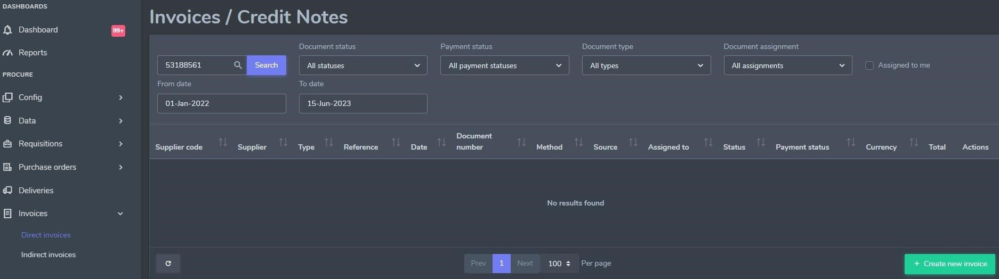 DASHBOARDS
Dashboard
99+
Reports
PROCURE
Config
Data
Requisitions
Purchase orders
Deliveries
Invoices
Direct invoices
Indirect invoices
Invoices / Credit Notes
Document status
Payment status
Document type
Document assignment
53188561
Search
All statuses
All payment statuses
All types
All assignments
Assigned to me
From date
To date
01-Jan-2022
15-Jun-2023
Supplier code
Supplier
Type
Reference
Date
Document
number
Method
Source
Assigned to
Status
Payment status
Currency
Total
Actions
No results found
Prev
1
Next
100
Per page
+ Create new invoice